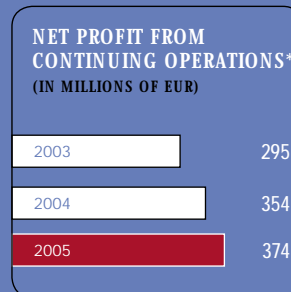 NET PROFIT FROM
CONTINUING OPERATIONS*
(IN MILLIONS OF EUR)
2003 295
2004 354
2005 374